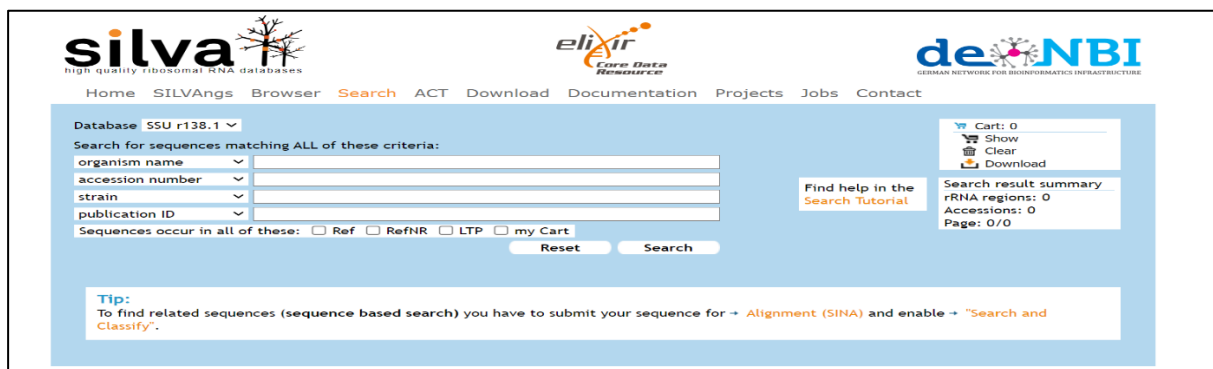 silva
high quality ribosomal RNA databases
elixir
Core Data
Resource
de NBI
GERMAN NETWORK FOR BIOINFORMATICS INFRASTRUCTURE
Home SILVAngs Browser Search ACT Download Documentation Projects Jobs Contact
Database SSU r138.1
Search for sequences matching ALL of these criteria:
organism name
accession number
strain
publication ID
Sequences occur in all of these: Ref RefNR LTP my Cart
Reset Search
Find help in the
Search Tutorial
Cart: 0
Show
Clear
Download
Search result summary
rRNA regions: 0
Accessions: 0
Page: 0/0
Tip:
To find related sequences (sequence based search) you have to submit your sequence for → Alignment (SINA) and enable → "Search and
Classify".